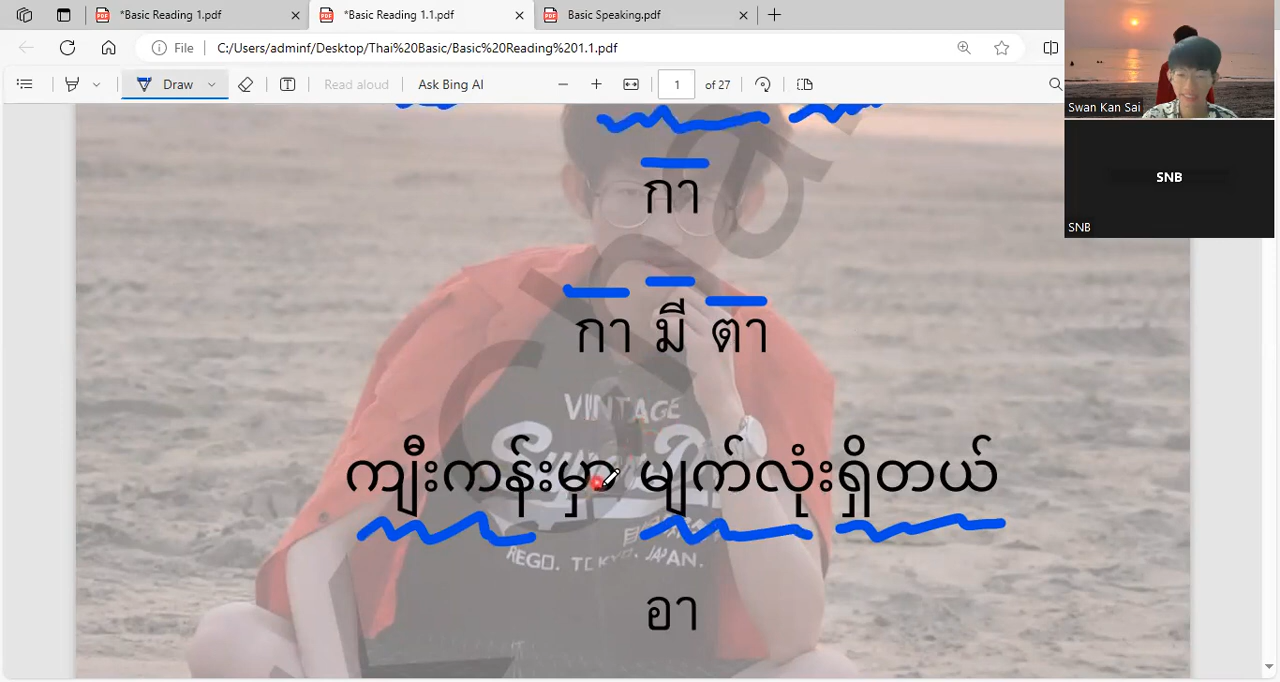 *Basic Reading 1.pdf
*Basic Reading 1.1.pdf
Basic Speaking.pdf
File
C:/Users/adminf/Desktop/Thai%20Basic/Basic%20Reading%201.1.pdf
Draw
Read aloud
Ask Bing AI
1 of 27
Swan Kan Sai
SNB
SNB
กา
กา มี ตา
VINTAGE
ကျီးကန်းမှာ မျက်လုံးရှိတယ်
REGD. TOKYO. JAPAN.
อา